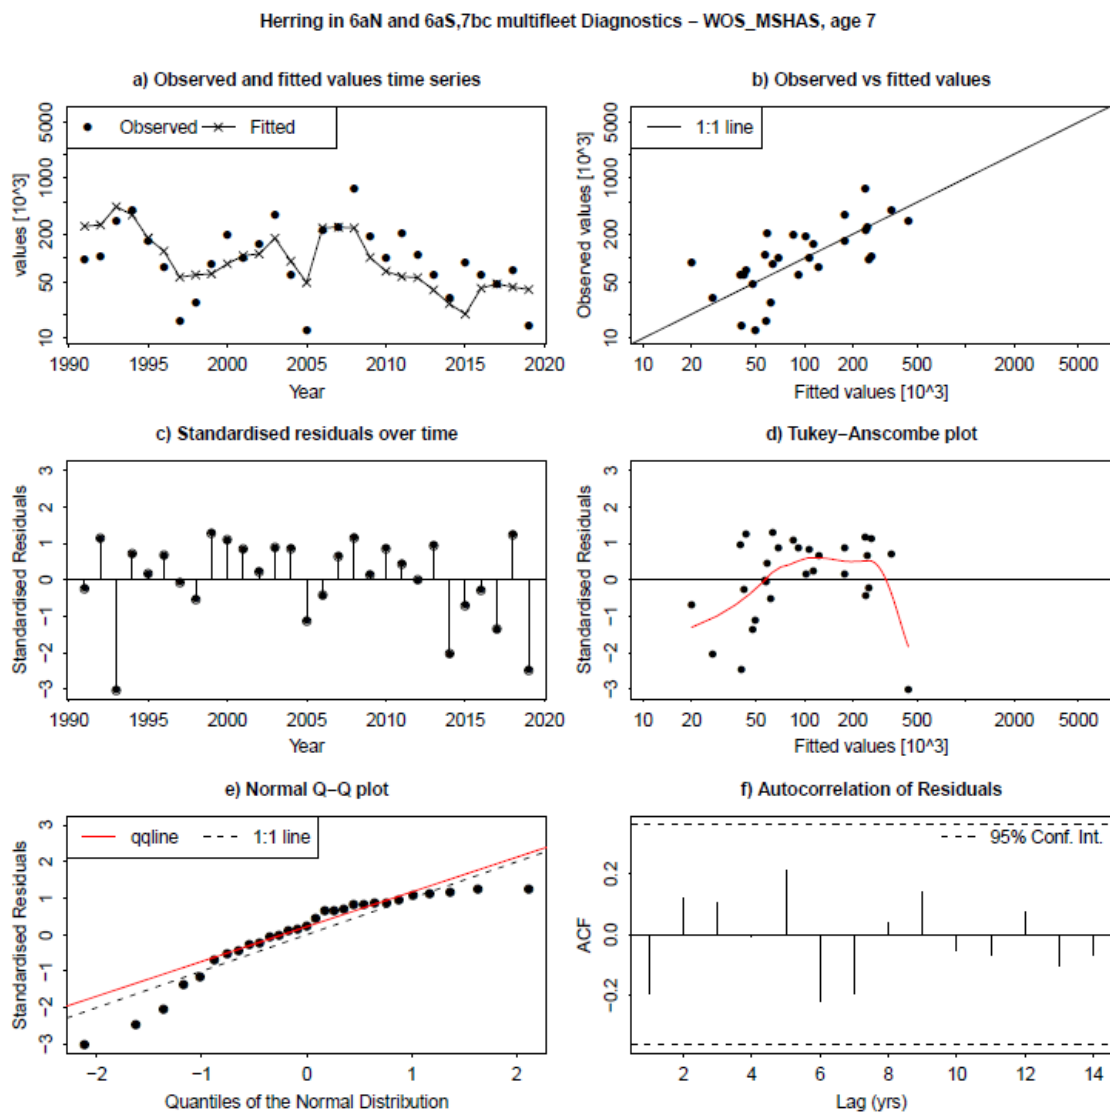 Herring in 6aN and 6aS,7bc multifleet Diagnostics – WOS_MSHAS, age 7
a) Observed and fitted values time series
Observed Fitted
values [10^3]
10 50 200 1000 5000
1990 1995 2000 2005 2010 2015 2020
Year
b) Observed vs fitted values
1:1 line
Observed values [10^3]
10 50 200 1000 5000
10 20 50 100 200 500 2000 5000
Fitted values [10^3]
c) Standardised residuals over time
Standardised Residuals
−3 −2 −1 0 1 2 3
1990 1995 2000 2005 2010 2015 2020
Year
d) Tukey−Anscombe plot
Standardised Residuals
−3 −2 −1 0 1 2 3
10 20 50 100 200 500 2000 5000
Fitted values [10^3]
e) Normal Q−Q plot
qqline 1:1 line
Standardised Residuals
−3 −2 −1 0 1 2 3
−2 −1 0 1 2
Quantiles of the Normal Distribution
f) Autocorrelation of Residuals
95% Conf. Int.
ACF
−0.2 0.0 0.2
2 4 6 8 10 12 14
Lag (yrs)